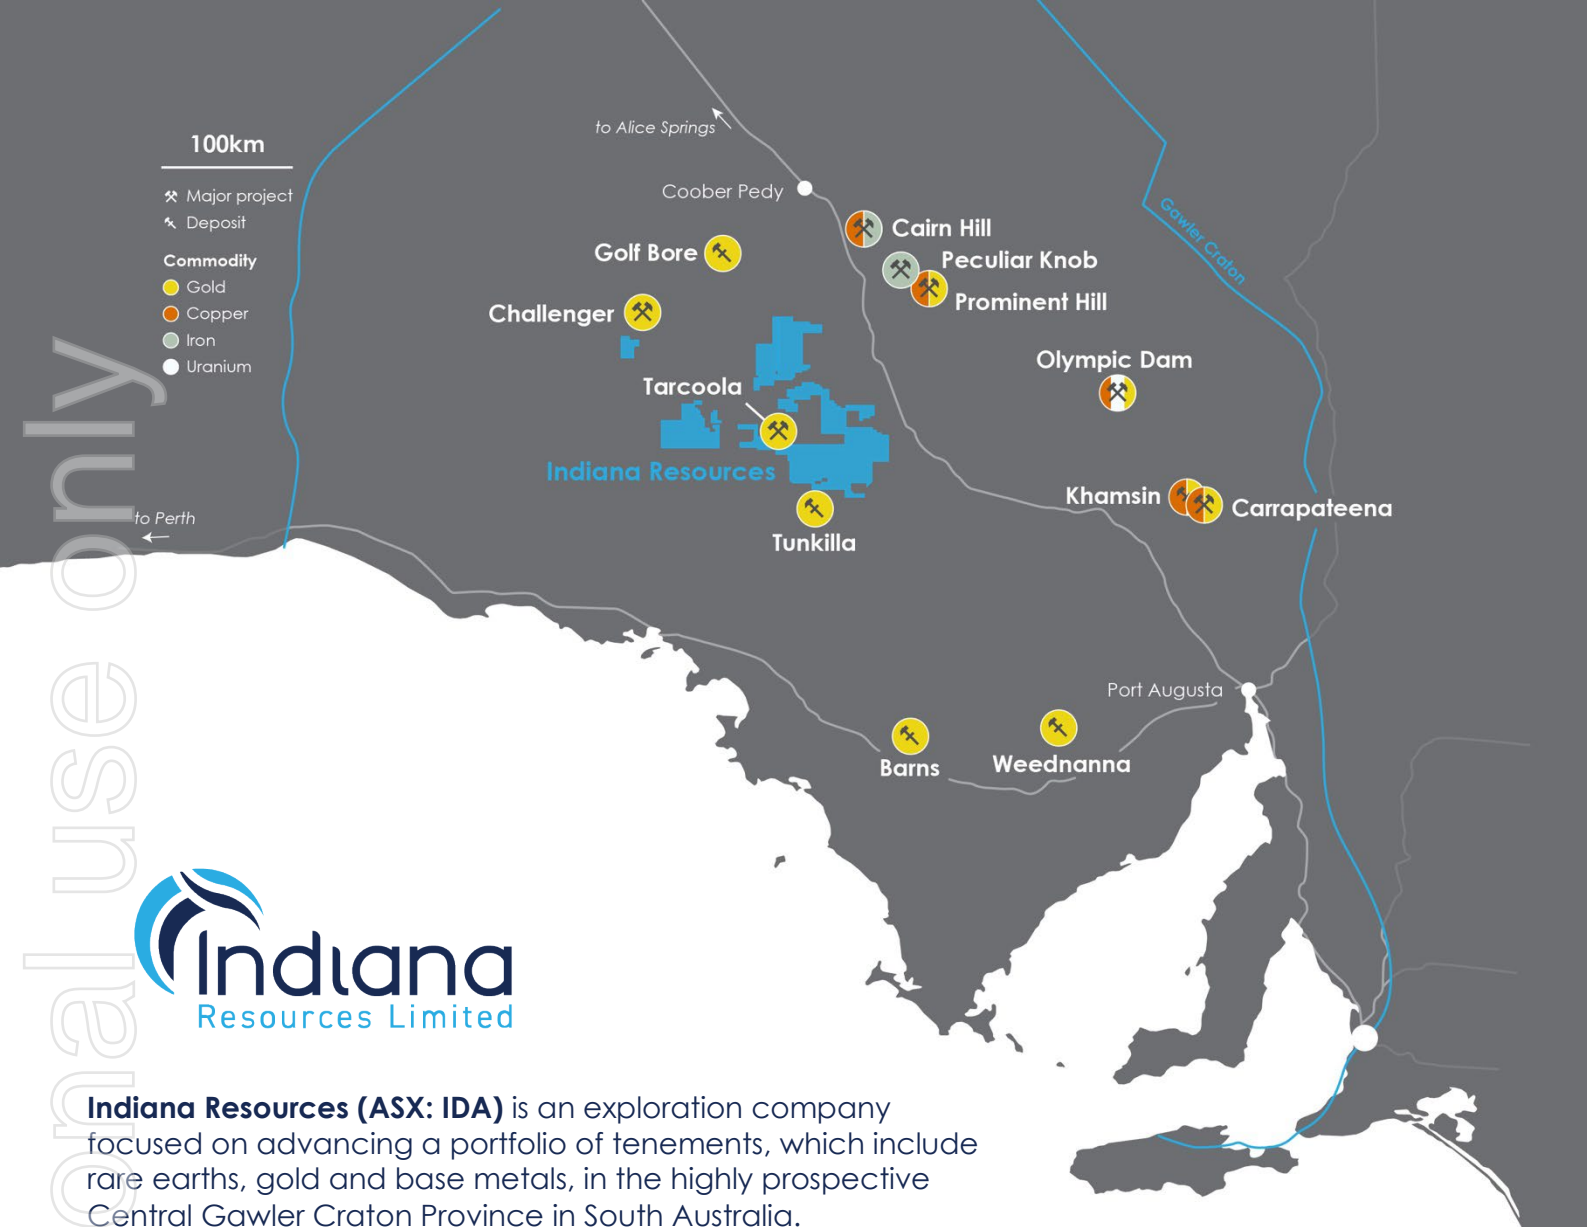 to Alice Springs
100km
Major project
Deposit
Commodity
Gold
Copper
Iron
Uranium
Coober Pedy
Cairn Hill
Golf Bore
Peculiar Knob
Prominent Hill
Gawler Craton
Challenger
Olympic Dam
Tarcoola
Indiana Resources
Khamsin
Carrapateena
to Perth
Tunkilla
Port Augusta
Barns
Weednanna
Indiana
Resources Limited
Indiana Resources (ASX: IDA) is an exploration company
focused on advancing a portfolio of tenements, which include
rare earths, gold and base metals, in the highly prospective
Central Gawler Craton Province in South Australia.
onal use only